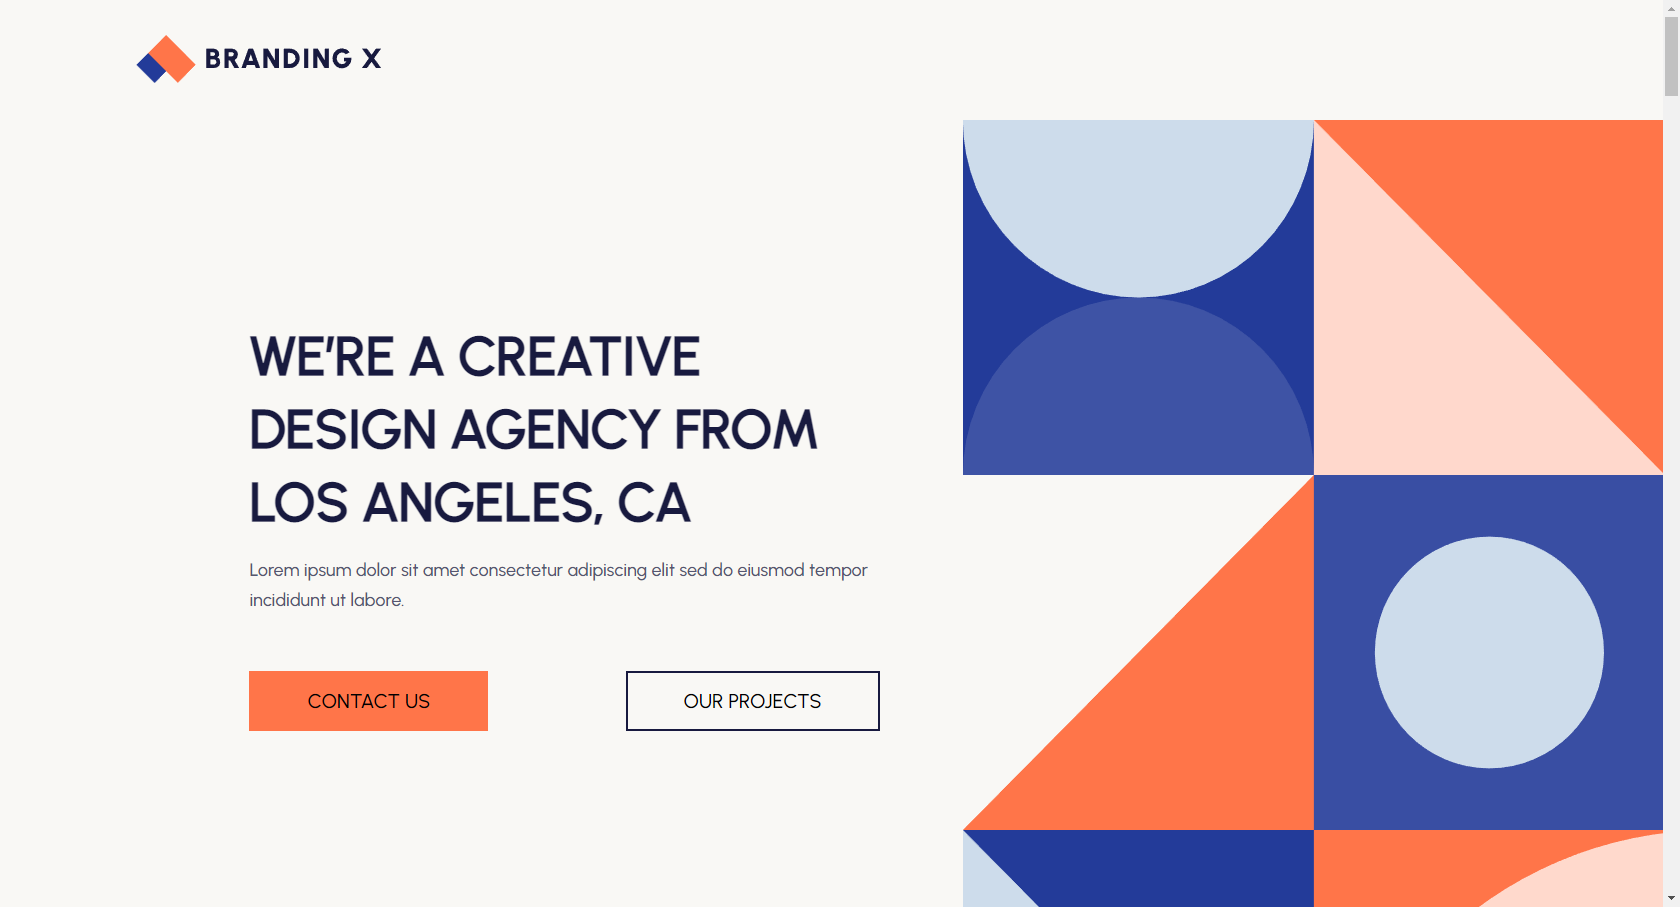 BRANDING X
WE'RE A CREATIVE
DESIGN AGENCY FROM
LOS ANGELES, CA
Lorem ipsum dolor sit amet consectetur adipiscing elit sed do eiusmod tempor
incididunt ut labore.
CONTACT US
OUR PROJECTS